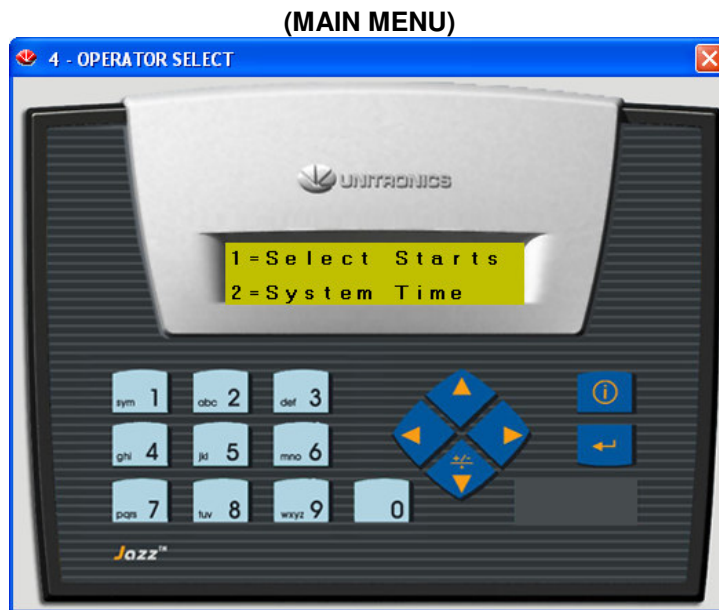 (MAIN MENU)
4 - OPERATOR SELECT
UNITRONICS
1=Select Starts
2=System Time
sym 1 abc 2 def 3
ghi 4 jkl 5 mno 6
+/-
pqrs 7 tuv 8 wxyz 9 0
Jazz™